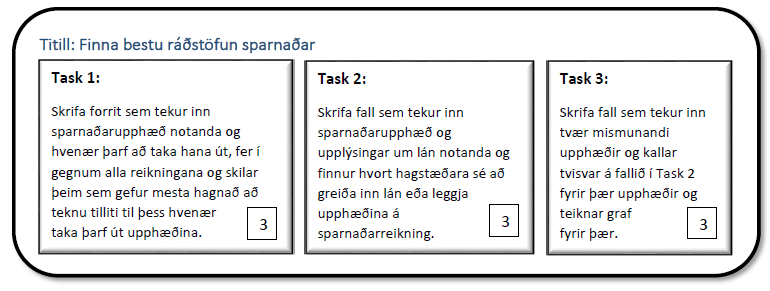 Titill: Finna bestu ráðstöfun sparnaðar
Task 1:
Skrifa forrit sem tekur inn
sparnaðarupphæð notanda og
hvenær þarf að taka hana út, fer í
gegnum alla reikningana og skilar
þeim sem gefur mesta hagnað að
teknu tilliti til þess hvenær
taka þarf út upphæðina.
3
Task 2:
Skrifa fall sem tekur inn
sparnaðarupphæð og
upplýsingar um lán notanda og
finnur hvort hagstæðara sé að
greiða inn lán eða leggja
upphæðina á
sparnaðarreikning.
3
Task 3:
Skrifa fall sem tekur inn
tvær mismunandi
upphæðir og kallar
tvisvar á fallið í Task 2
fyrir þær upphæðir og
teiknar graf
fyrir þær.
3